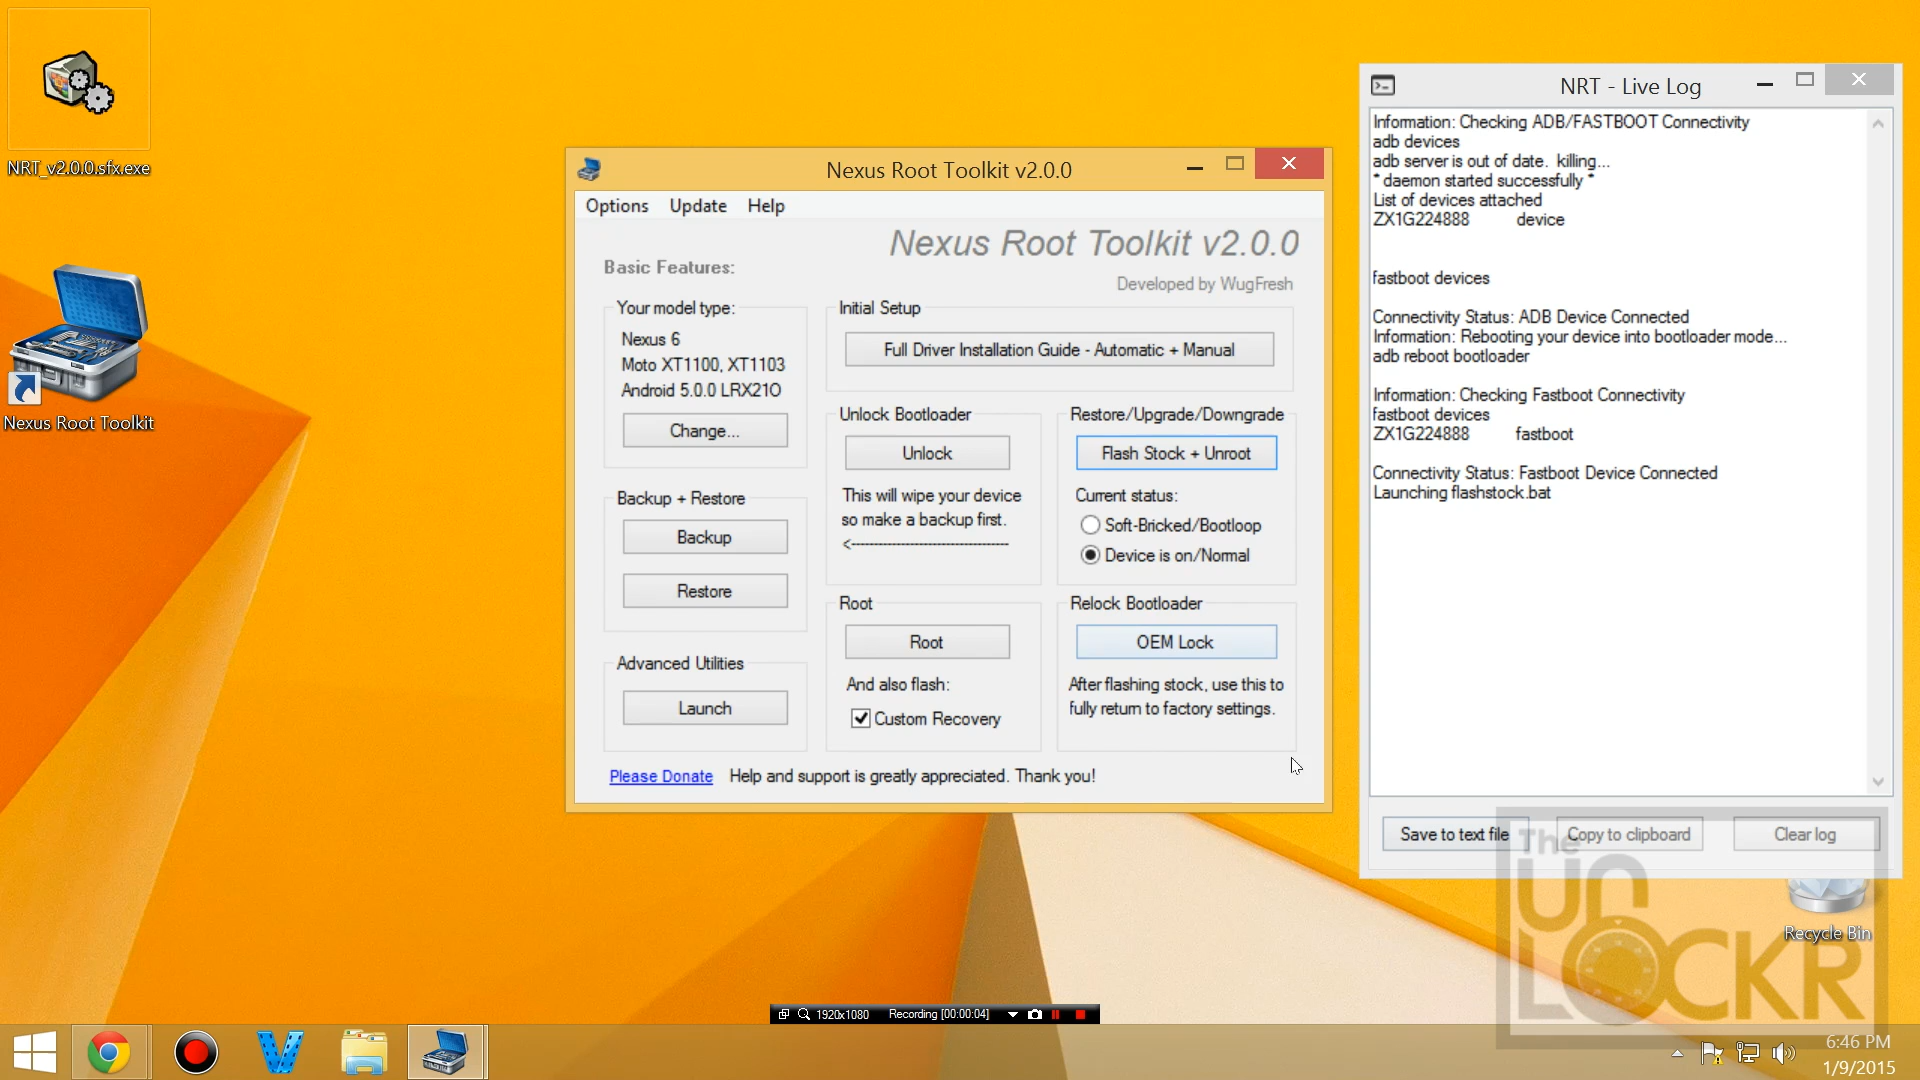 NRT_v2.0.0.sfx.exe
Nexus Root Toolkit
Nexus Root Toolkit v2.0.0
Options Update Help
Nexus Root Toolkit v2.0.0
Developed by WugFresh
Basic Features:
Your model type:
Nexus 6
Moto XT1100, XT1103
Android 5.0.0 LRX21O
Change...
Initial Setup
Full Driver Installation Guide - Automatic + Manual
Unlock Bootloader
Unlock
This will wipe your device
so make a backup first.
<-----------------------------------
Restore/Upgrade/Downgrade
Flash Stock + Unroot
Current status:
Soft-Bricked/Bootloop
Device is on/Normal
Backup + Restore
Backup
Restore
Root
Root
And also flash:
Custom Recovery
Relock Bootloader
OEM Lock
After flashing stock, use this to
fully return to factory settings.
Advanced Utilities
Launch
Please Donate Help and support is greatly appreciated. Thank you!
NRT - Live Log
Information: Checking ADB/FASTBOOT Connectivity
adb devices
adb server is out of date. killing...
* daemon started successfully *
List of devices attached
ZX1G224888 device
fastboot devices
Connectivity Status: ADB Device Connected
Information: Rebooting your device into bootloader mode...
adb reboot bootloader
Information: Checking Fastboot Connectivity
fastboot devices
ZX1G224888 fastboot
Connectivity Status: Fastboot Device Connected
Launching flashstock.bat
Save to text file Copy to clipboard Clear log
The
UN
LOCKR
Recycle Bin
1920x1080 Recording [00:00:04]
6:46 PM
1/9/2015